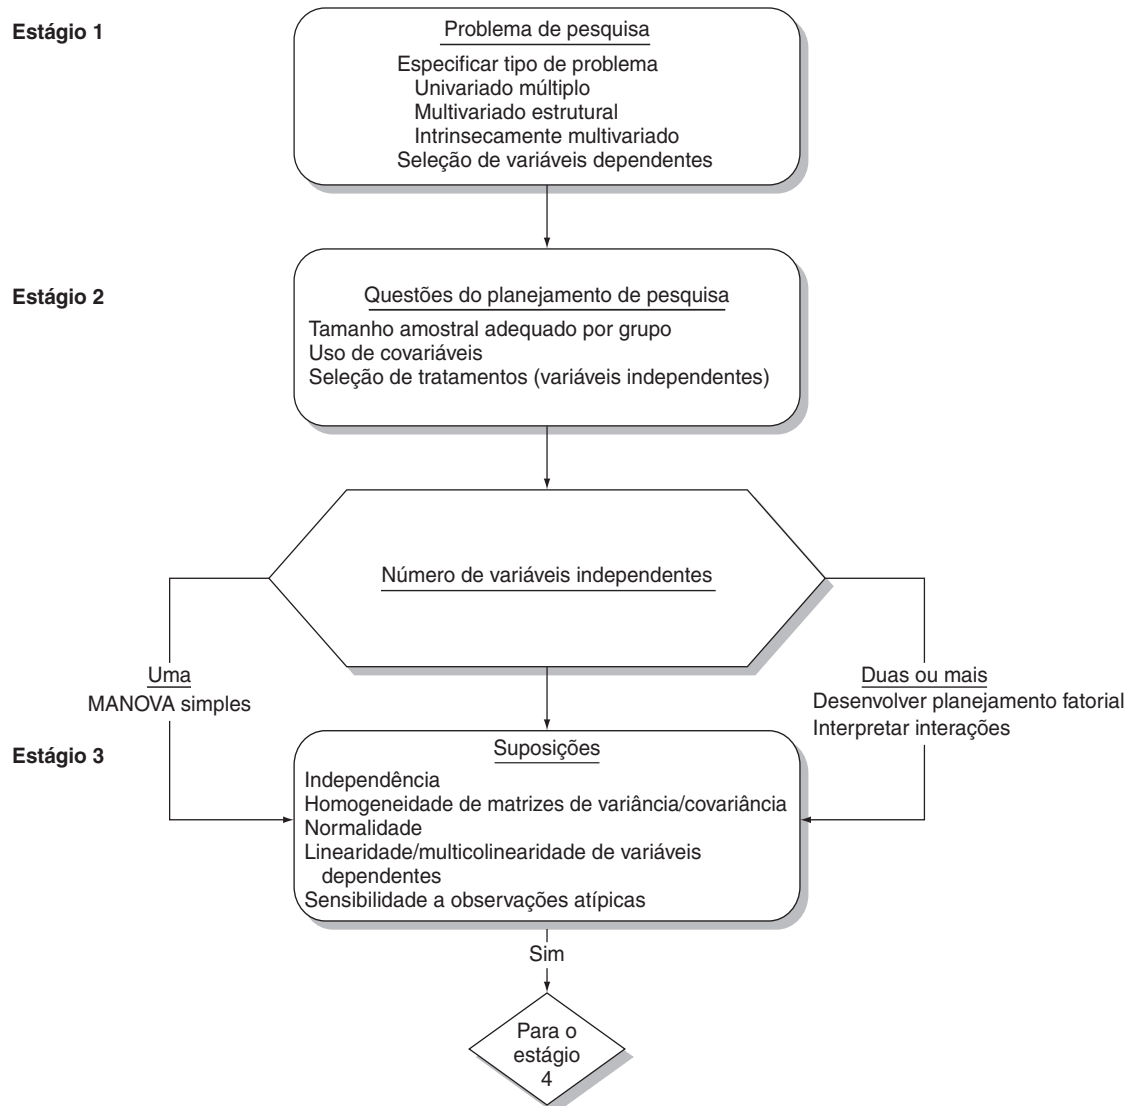 Estágio 1
Problema de pesquisa
Especificar tipo de problema
Univariado múltiplo
Multivariado estrutural
Intrinsecamente multivariado
Seleção de variáveis dependentes
Estágio 2
Questões do planejamento de pesquisa
Tamanho amostral adequado por grupo
Uso de covariáveis
Seleção de tratamentos (variáveis independentes)
Número de variáveis independentes
Uma
MANOVA simples
Duas ou mais
Desenvolver planejamento fatorial
Interpretar interações
Estágio 3
Suposições
Independência
Homogeneidade de matrizes de variância/covariância
Normalidade
Linearidade/multicolinearidade de variáveis
dependentes
Sensibilidade a observações atípicas
Sim
Para o
estágio
4